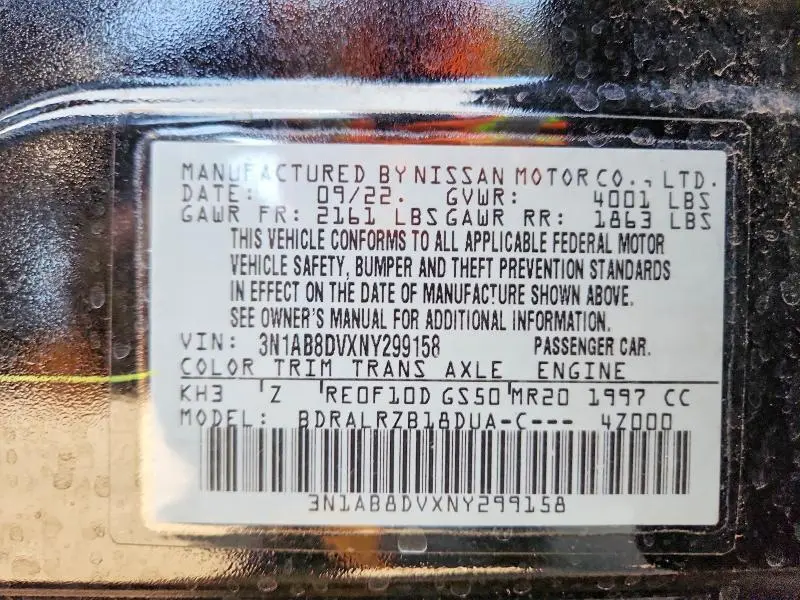 MANUFACTURED BY NISSAN MOTOR CO., LTD.
DATE: 09/22. GVWR: 4001 LBS
GAWR FR: 2161 LBS GAWR RR: 1863 LBS
THIS VEHICLE CONFORMS TO ALL APPLICABLE FEDERAL MOTOR
VEHICLE SAFETY, BUMPER AND THEFT PREVENTION STANDARDS
IN EFFECT ON THE DATE OF MANUFACTURE SHOWN ABOVE.
SEE OWNER'S MANUAL FOR ADDITIONAL INFORMATION.
VIN: 3N1AB8DVXNY299158 PASSENGER CAR.
COLOR TRIM TRANS AXLE ENGINE
KH3 Z RE0F10D GS50 MR20 1997 CC
MODEL: BDRALRZB18DUA-C--- 4Z000
3N1AB8DVXNY299158